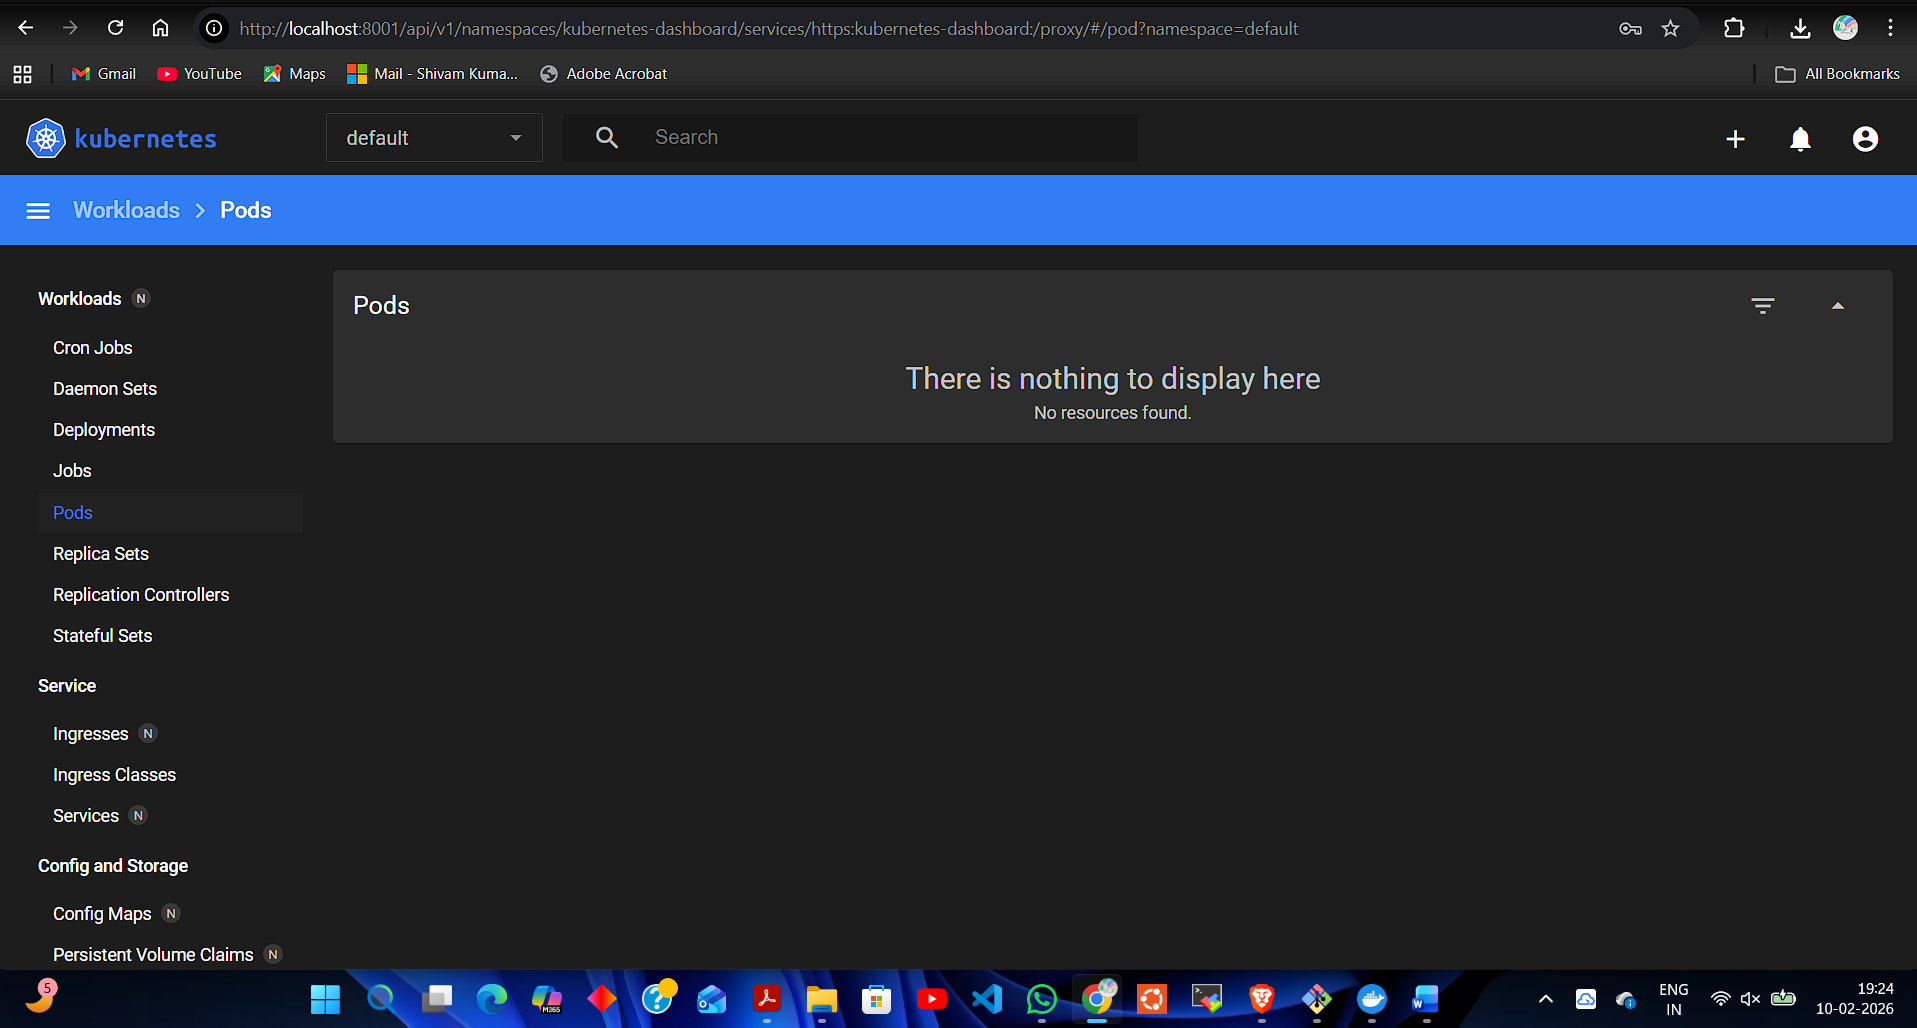 http://localhost:8001/api/v1/namespaces/kubernetes-dashboard/services/https:kubernetes-dashboard:/proxy/#/pod?namespace=default
Gmail YouTube Maps Mail - Shivam Kuma... Adobe Acrobat All Bookmarks
kubernetes default Search
Workloads Pods
Workloads N
Cron Jobs
Daemon Sets
Deployments
Jobs
Pods
Replica Sets
Replication Controllers
Stateful Sets
Service
Ingresses N
Ingress Classes
Services N
Config and Storage
Config Maps N
Persistent Volume Claims N
Pods
There is nothing to display here
No resources found.
5
M365
ENG
IN
19:24
10-02-2026